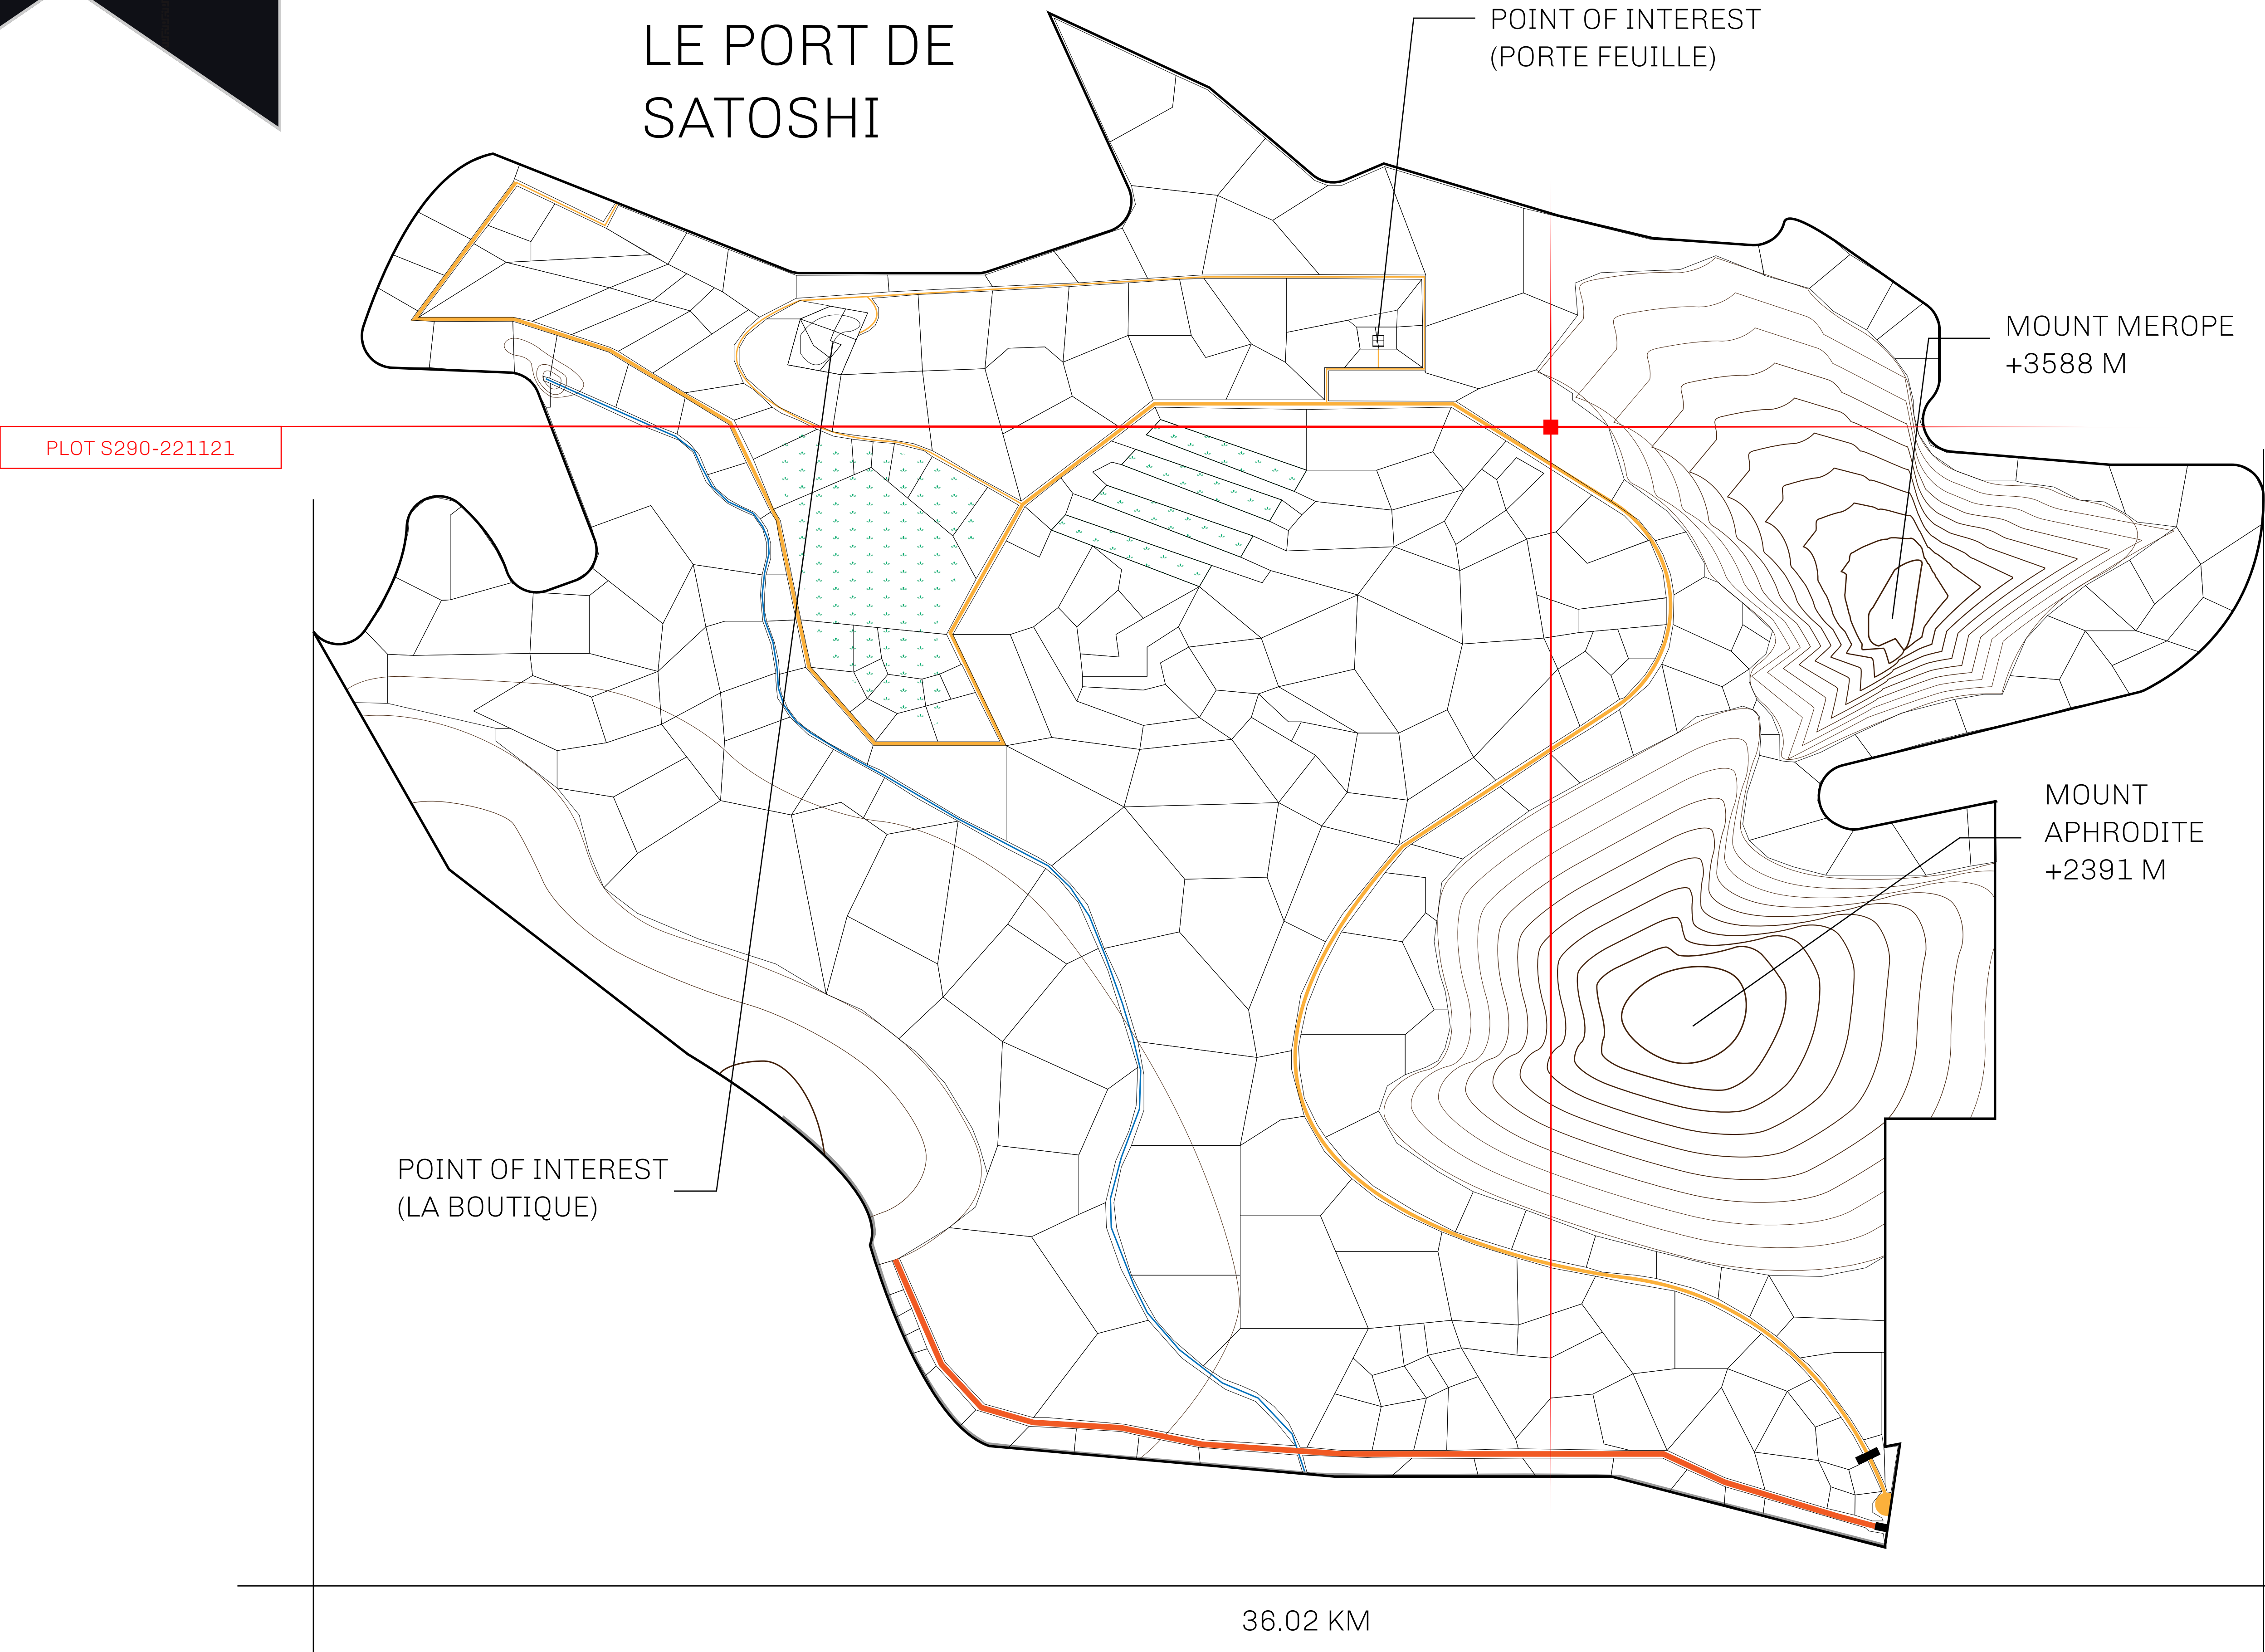 LE PORT DE
SATOSHI
POINT OF INTEREST
(PORTE FEUILLE)
MOUNT MEROPE
+3588 M
PLOT S290-221121
MOUNT
APHRODITE
+2391 M
POINT OF INTEREST
(LA BOUTIQUE)
36.02 KM